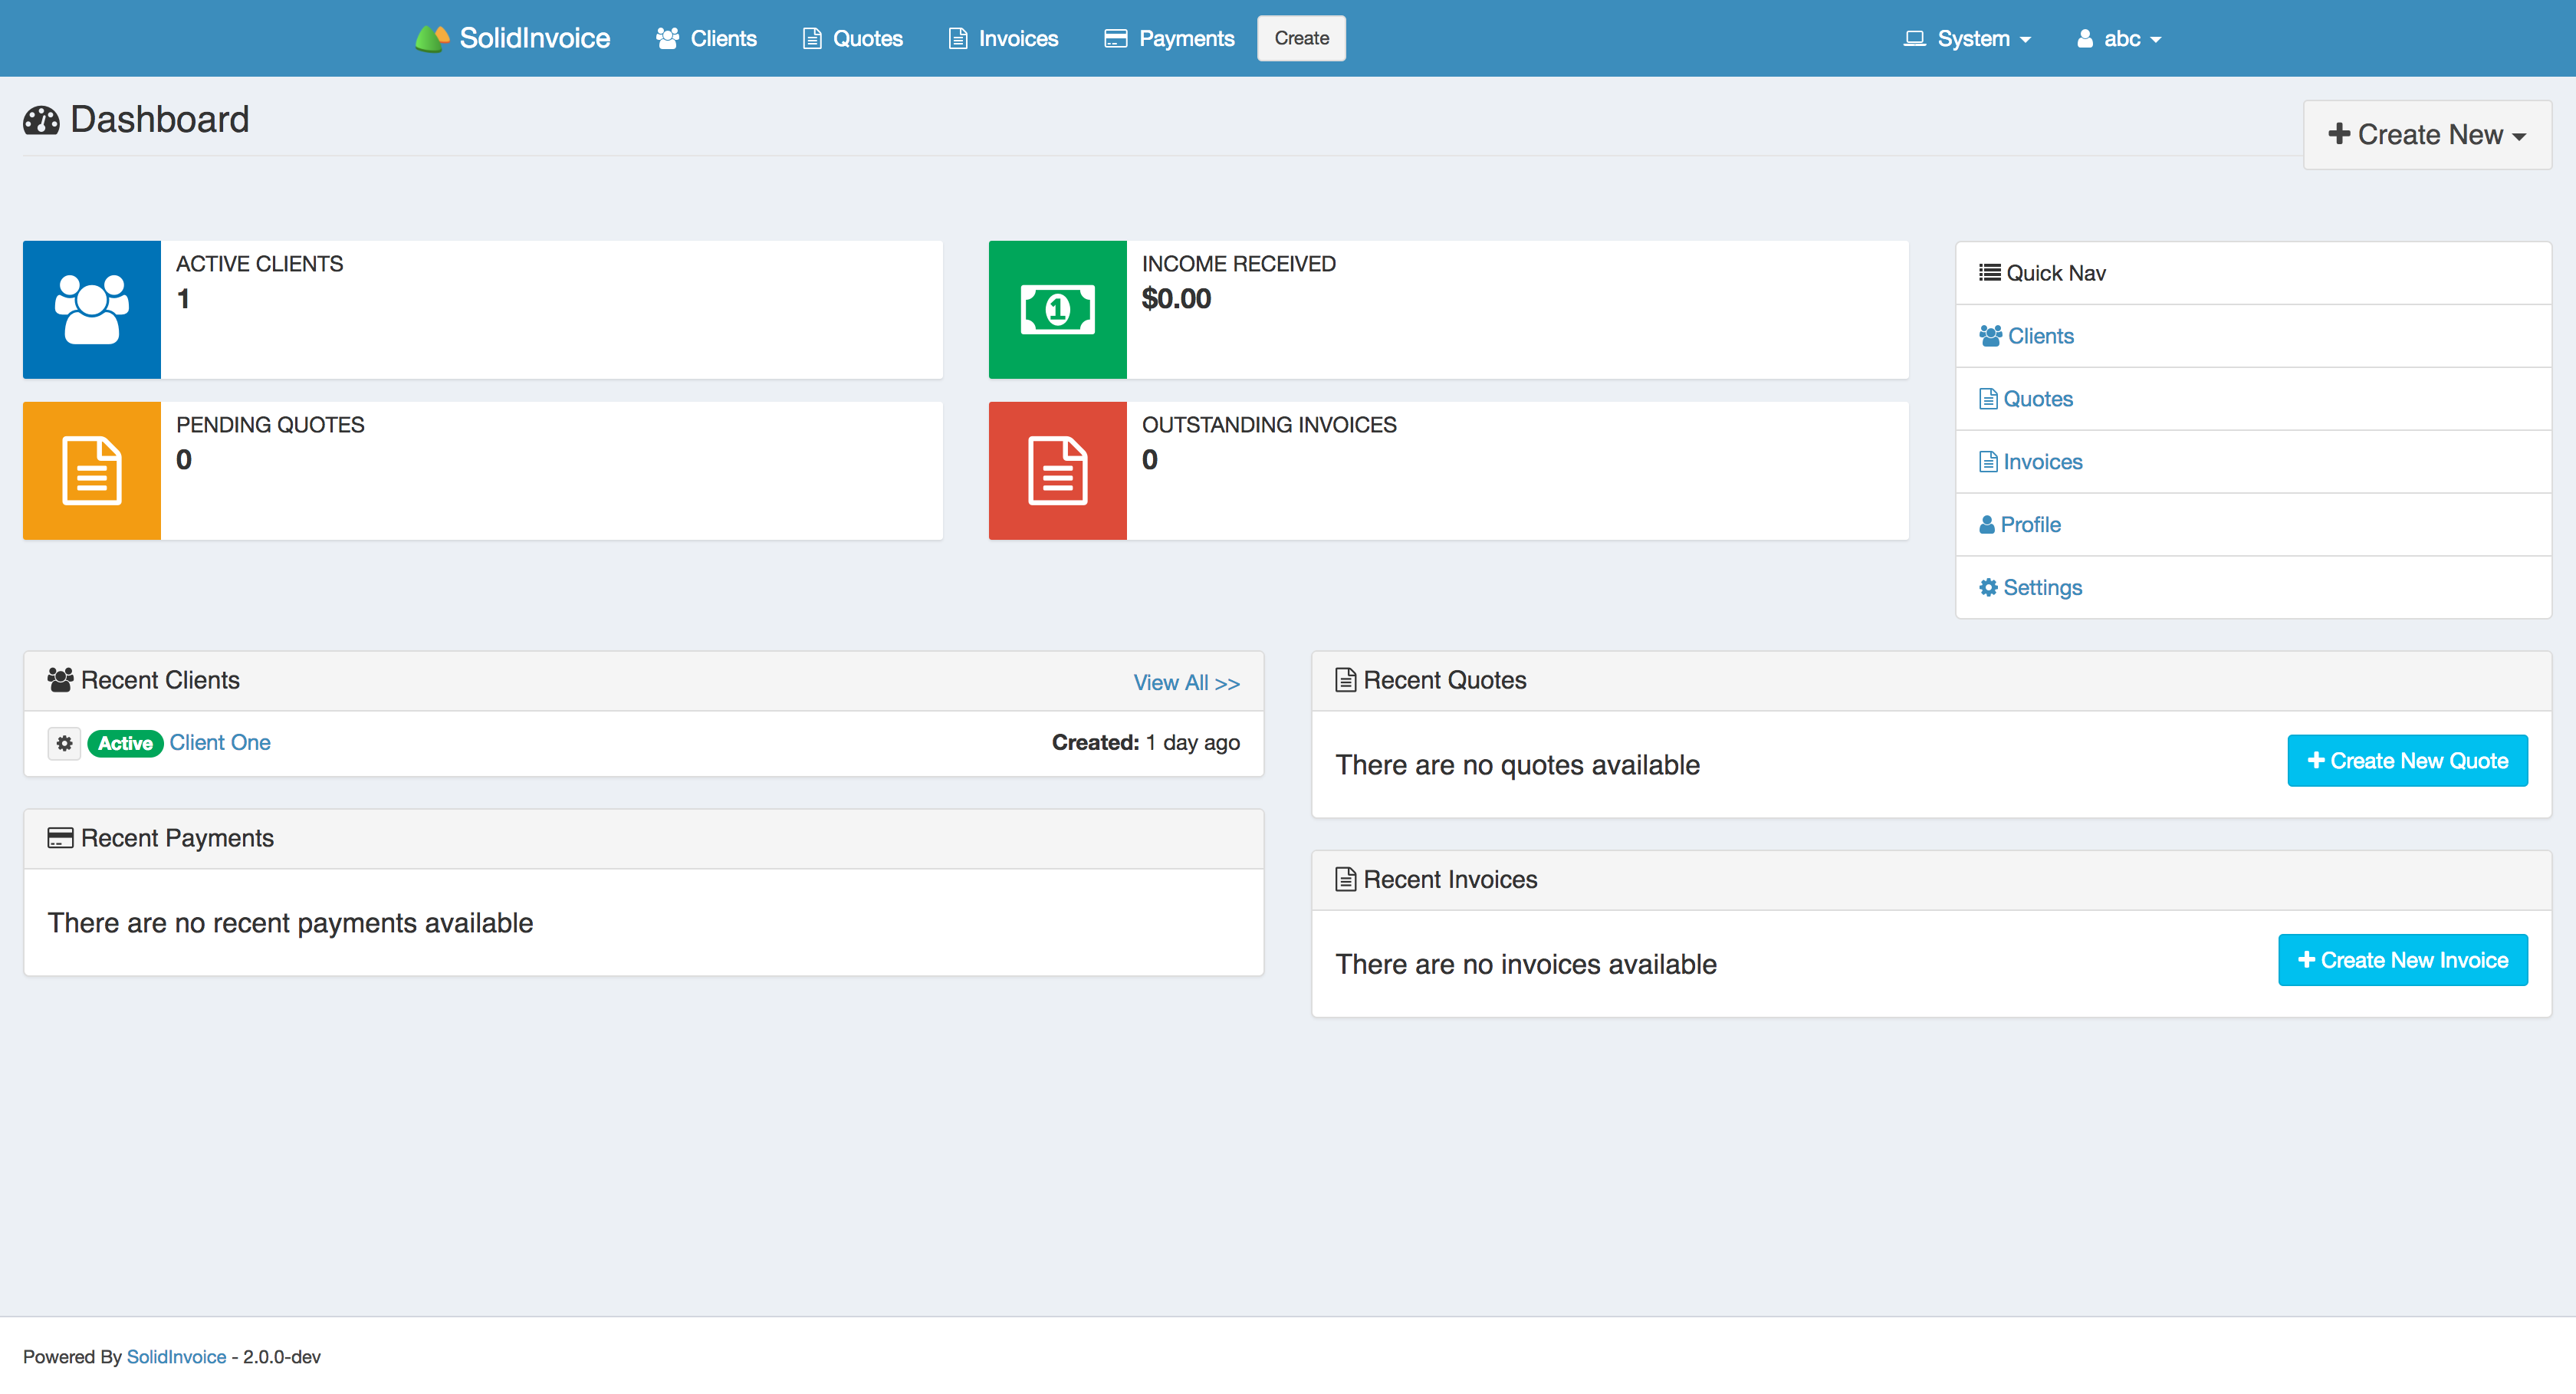 SolidInvoice Clients Quotes Invoices Payments Create System abc
Dashboard
Create New
ACTIVE CLIENTS
1
INCOME RECEIVED
$0.00
PENDING QUOTES
0
OUTSTANDING INVOICES
0
Quick Nav
Clients
Quotes
Invoices
Profile
Settings
Recent Clients View All >>
Active Client One Created: 1 day ago
Recent Payments
There are no recent payments available
Recent Quotes
There are no quotes available Create New Quote
Recent Invoices
There are no invoices available Create New Invoice
Powered By SolidInvoice - 2.0.0-dev